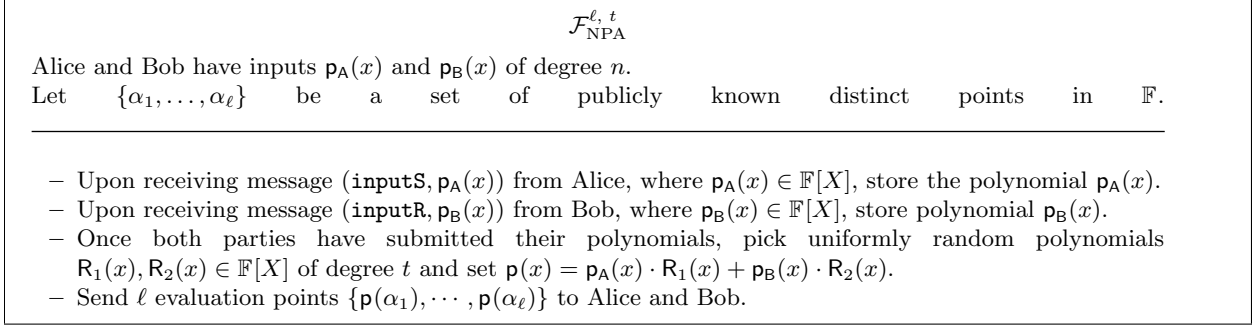 ℱ_NPA^{ℓ, t}
Alice and Bob have inputs p_A(x) and p_B(x) of degree n.
Let {α_1, . . . , α_ℓ} be a set of publicly known distinct points in 𝔽.
– Upon receiving message (inputS, p_A(x)) from Alice, where p_A(x) ∈ 𝔽[X], store the polynomial p_A(x).
– Upon receiving message (inputR, p_B(x)) from Bob, where p_B(x) ∈ 𝔽[X], store polynomial p_B(x).
– Once both parties have submitted their polynomials, pick uniformly random polynomials
R_1(x), R_2(x) ∈ 𝔽[X] of degree t and set p(x) = p_A(x) · R_1(x) + p_B(x) · R_2(x).
– Send ℓ evaluation points {p(α_1), · · · , p(α_ℓ)} to Alice and Bob.